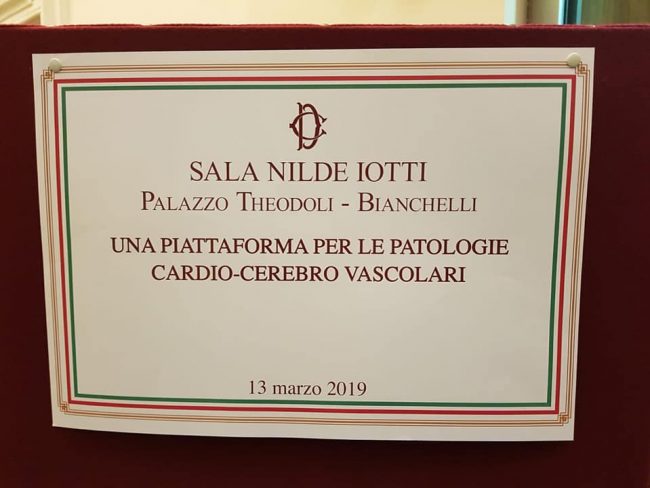 SALA NILDE IOTTI
PALAZZO THEODOLI - BIANCHELLI
UNA PIATTAFORMA PER LE PATOLOGIE
CARDIO-CEREBRO VASCOLARI
13 marzo 2019